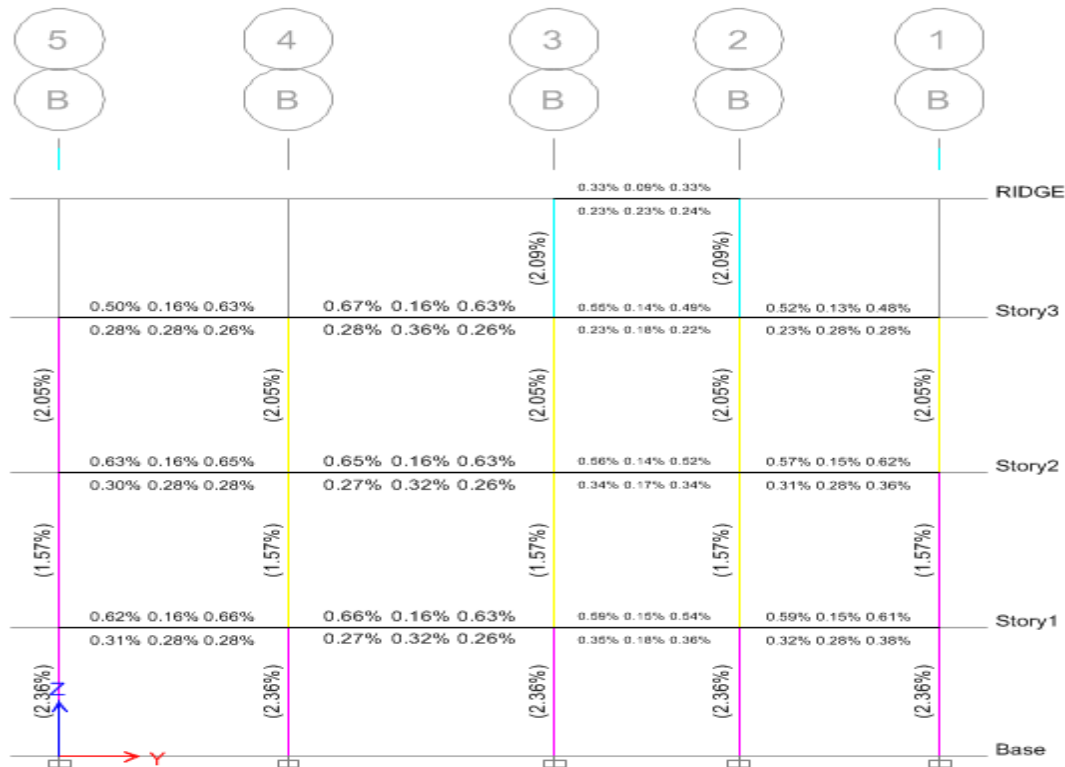 5 4 3 2 1
B B B B B
0.33% 0.09% 0.33%
RIDGE
0.23% 0.23% 0.24%
(2.09%) (2.09%)
0.50% 0.16% 0.63% 0.67% 0.16% 0.63% 0.55% 0.14% 0.49% 0.52% 0.13% 0.48%
Story3
0.28% 0.28% 0.26% 0.28% 0.36% 0.26% 0.23% 0.18% 0.22% 0.23% 0.28% 0.28%
(2.05%) (2.05%) (2.05%) (2.05%) (2.05%)
0.63% 0.16% 0.65% 0.65% 0.16% 0.63% 0.56% 0.14% 0.52% 0.57% 0.15% 0.62%
Story2
0.30% 0.28% 0.28% 0.27% 0.32% 0.26% 0.34% 0.17% 0.34% 0.31% 0.28% 0.36%
(1.57%) (1.57%) (1.57%) (1.57%) (1.57%)
0.62% 0.16% 0.66% 0.66% 0.16% 0.63% 0.59% 0.15% 0.54% 0.59% 0.15% 0.61%
Story1
0.31% 0.28% 0.28% 0.27% 0.32% 0.26% 0.35% 0.18% 0.36% 0.32% 0.28% 0.38%
(2.36%) (2.36%) (2.36%) (2.36%) (2.36%)
Z
Y
Base